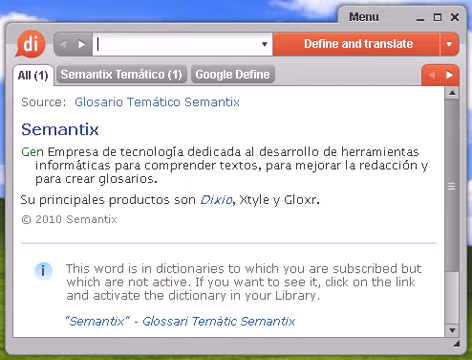 Menu
di
Define and translate
All (1)
Semantix Temático (1)
Google Define
Source: Glosario Temático Semantix
Semantix
Gen Empresa de tecnología dedicada al desarrollo de herramientas
informáticas para comprender textos, para mejorar la redacción y
para crear glosarios.
Su principales productos son Dixio, Xtyle y Gloxr.
© 2010 Semantix
i
This word is in dictionaries to which you are subscribed but
which are not active. If you want to see it, click on the link
and activate the dictionary in your Library.
"Semantix" - Glossari Temàtic Semantix